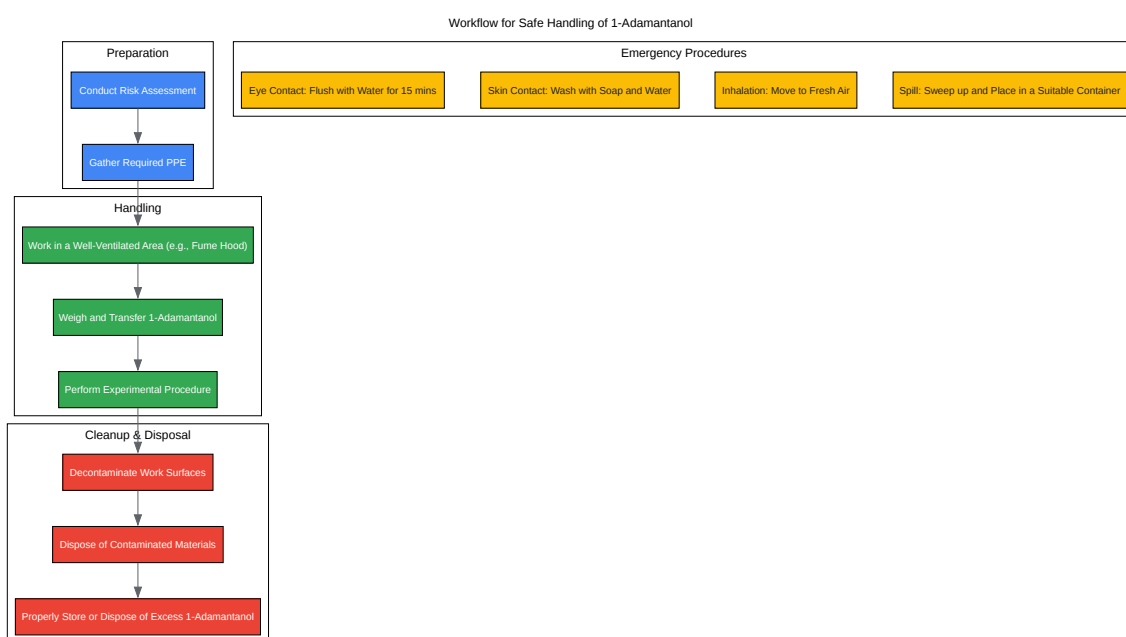 Workflow for Safe Handling of 1-Adamantanol
Preparation
Conduct Risk Assessment
Gather Required PPE
Emergency Procedures
Eye Contact: Flush with Water for 15 mins
Skin Contact: Wash with Soap and Water
Inhalation: Move to Fresh Air
Spill: Sweep up and Place in a Suitable Container
Handling
Work in a Well-Ventilated Area (e.g., Fume Hood)
Weigh and Transfer 1-Adamantanol
Perform Experimental Procedure
Cleanup & Disposal
Decontaminate Work Surfaces
Dispose of Contaminated Materials
Properly Store or Dispose of Excess 1-Adamantanol